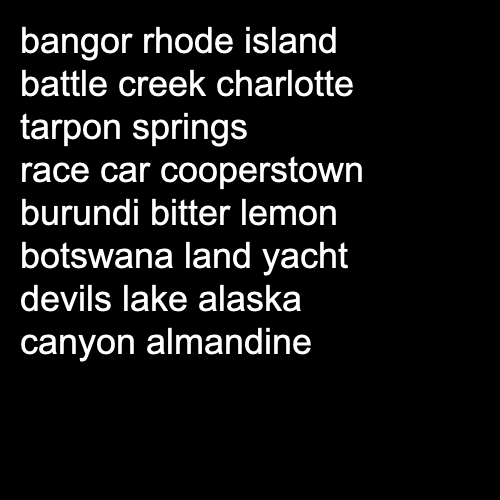 bangor rhode island
battle creek charlotte
tarpon springs
race car cooperstown
burundi bitter lemon
botswana land yacht
devils lake alaska
canyon almandine